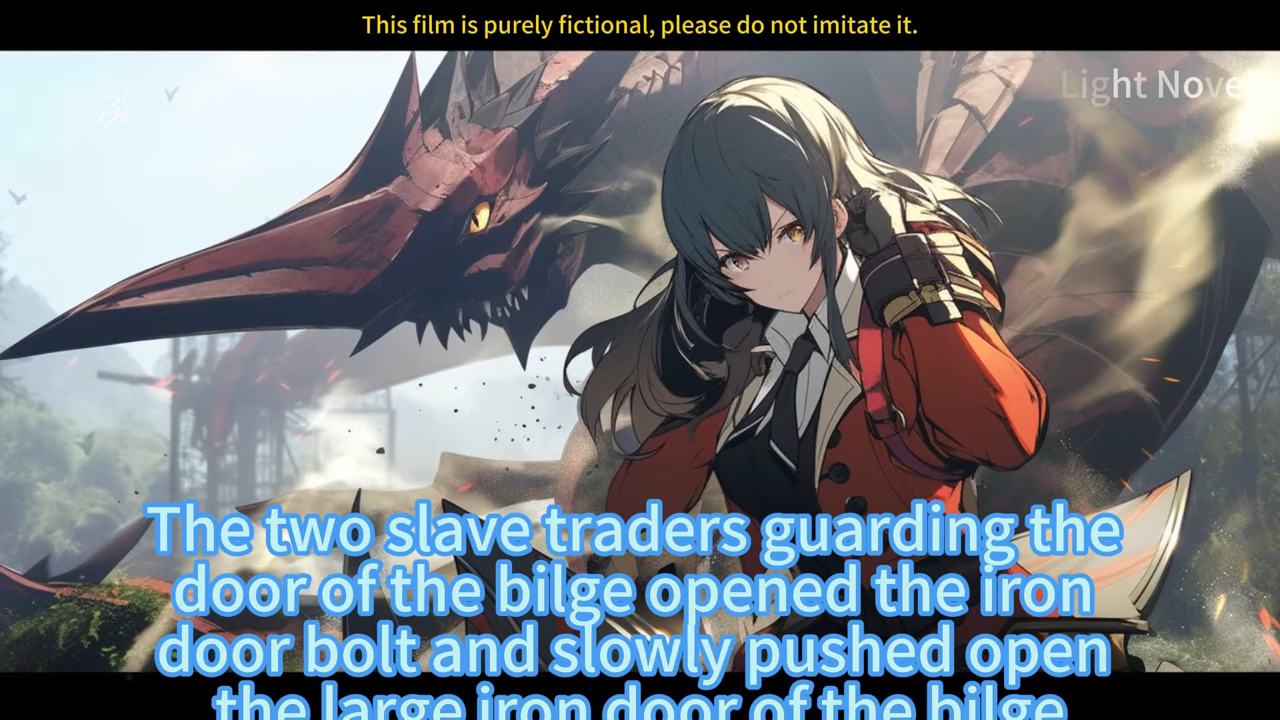 This film is purely fictional, please do not imitate it.
Light Novel
淡
The two slave traders guarding the
door of the bilge opened the iron
door bolt and slowly pushed open
the large iron door of the bilge